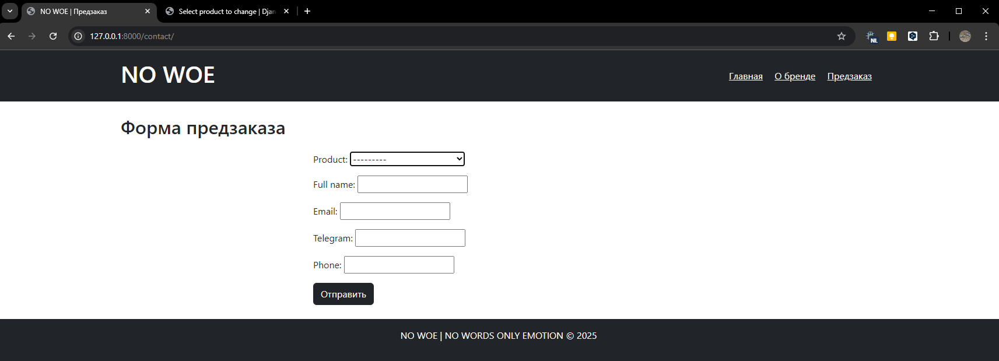 NO WOE | Предзаказ
Select product to change | Djan
127.0.0.1:8000/contact/
NL
NO WOE
Главная О бренде Предзаказ
Форма предзаказа
Product: ---------
Full name:
Email:
Telegram:
Phone:
Отправить
NO WOE | NO WORDS ONLY EMOTION © 2025